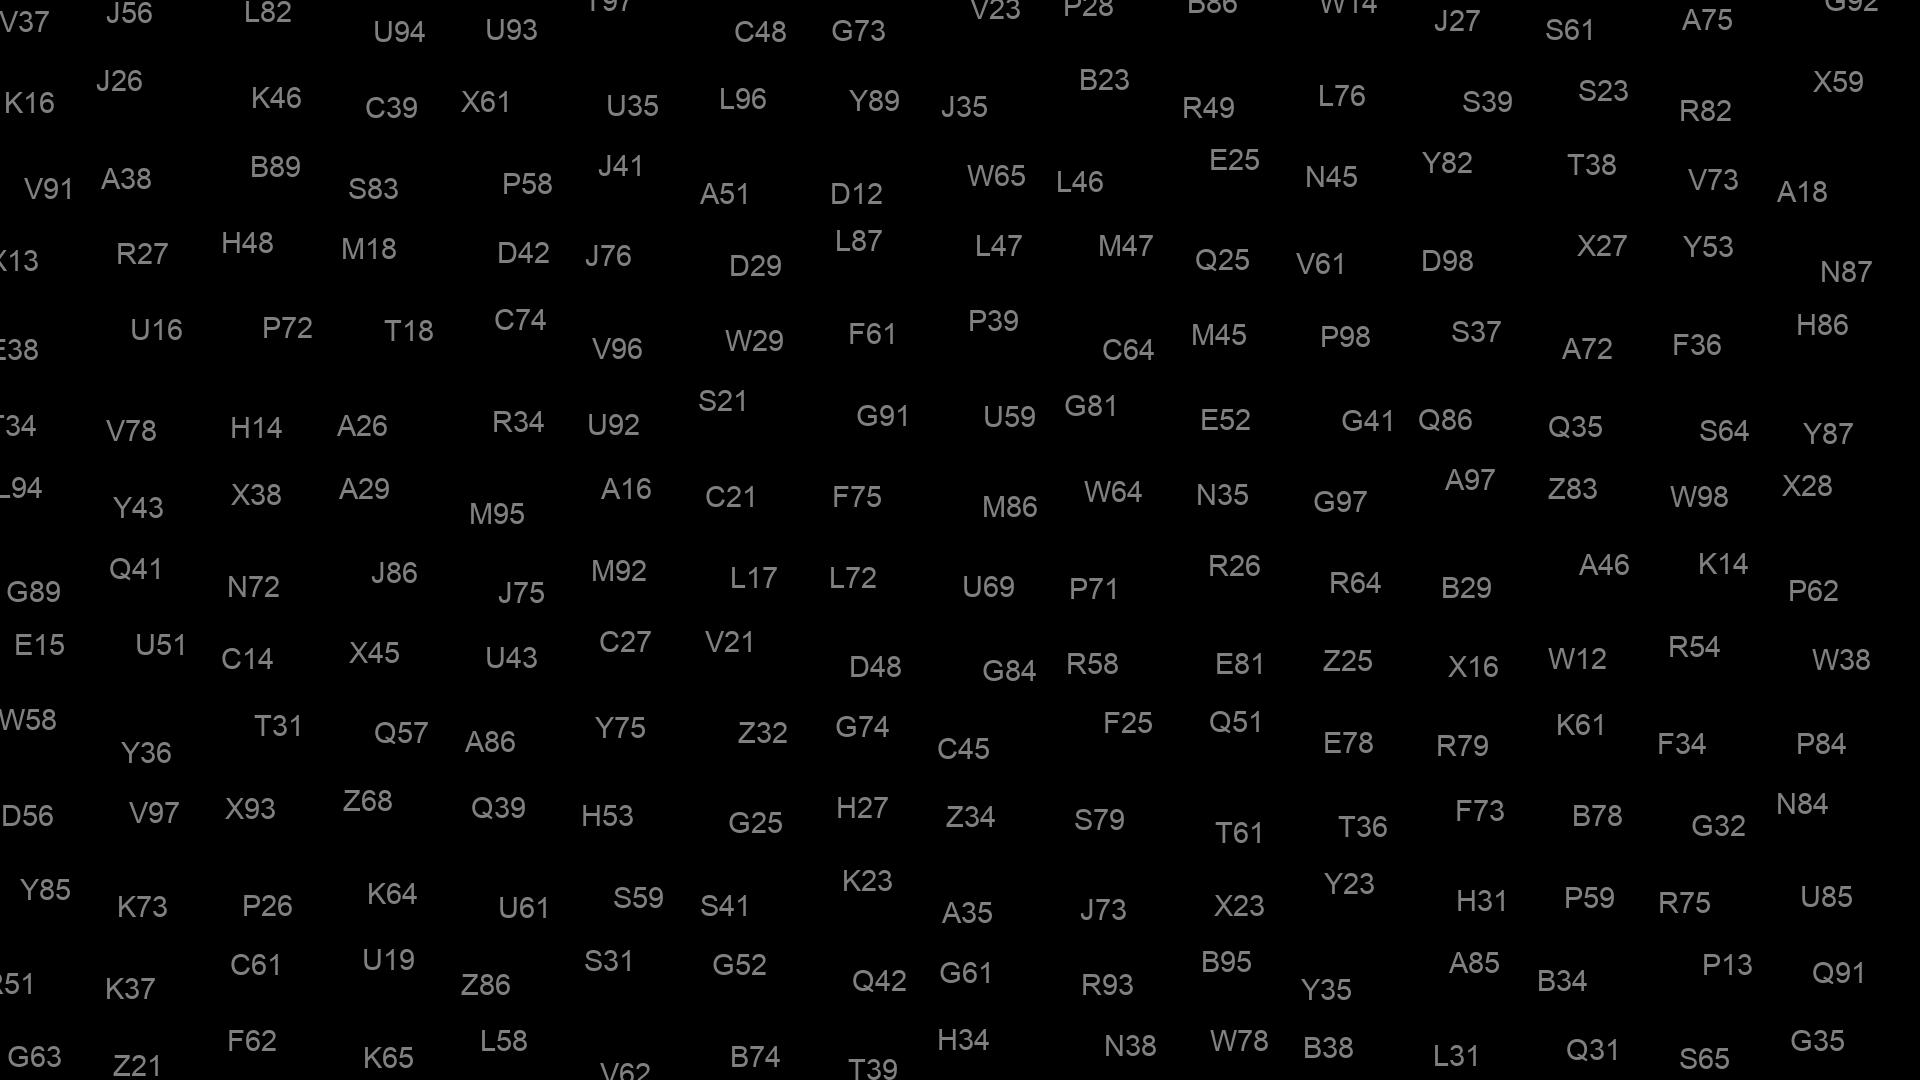 V37 J56 L82 U94 U93 T97 C48 G73 V23 P28 B86 W14 J27 S61 A75 G92
K16 J26 K46 C39 X61 U35 L96 Y89 J35 B23 R49 L76 S39 S23 R82 X59
V91 A38 B89 S83 P58 J41 A51 D12 W65 L46 E25 N45 Y82 T38 V73 A18
X13 R27 H48 M18 D42 J76 D29 L87 L47 M47 Q25 V61 D98 X27 Y53 N87
E38 U16 P72 T18 C74 V96 W29 F61 P39 C64 M45 P98 S37 A72 F36 H86
T34 V78 H14 A26 R34 U92 S21 G91 U59 G81 E52 G41 Q86 Q35 S64 Y87
L94 Y43 X38 A29 M95 A16 C21 F75 M86 W64 N35 G97 A97 Z83 W98 X28
G89 Q41 N72 J86 J75 M92 L17 L72 U69 P71 R26 R64 B29 A46 K14 P62
E15 U51 C14 X45 U43 C27 V21 D48 G84 R58 E81 Z25 X16 W12 R54 W38
W58 Y36 T31 Q57 A86 Y75 Z32 G74 C45 F25 Q51 E78 R79 K61 F34 P84
D56 V97 X93 Z68 Q39 H53 G25 H27 Z34 S79 T61 T36 F73 B78 G32 N84
Y85 K73 P26 K64 U61 S59 S41 K23 A35 J73 X23 Y23 H31 P59 R75 U85
K37 C61 U19 Z86 S31 G52 Q42 G61 R93 B95 Y35 A85 B34 P13 Q91
G63 Z21 F62 K65 L58 V62 B74 T39 H34 N38 W78 B38 L31 Q31 S65 G35